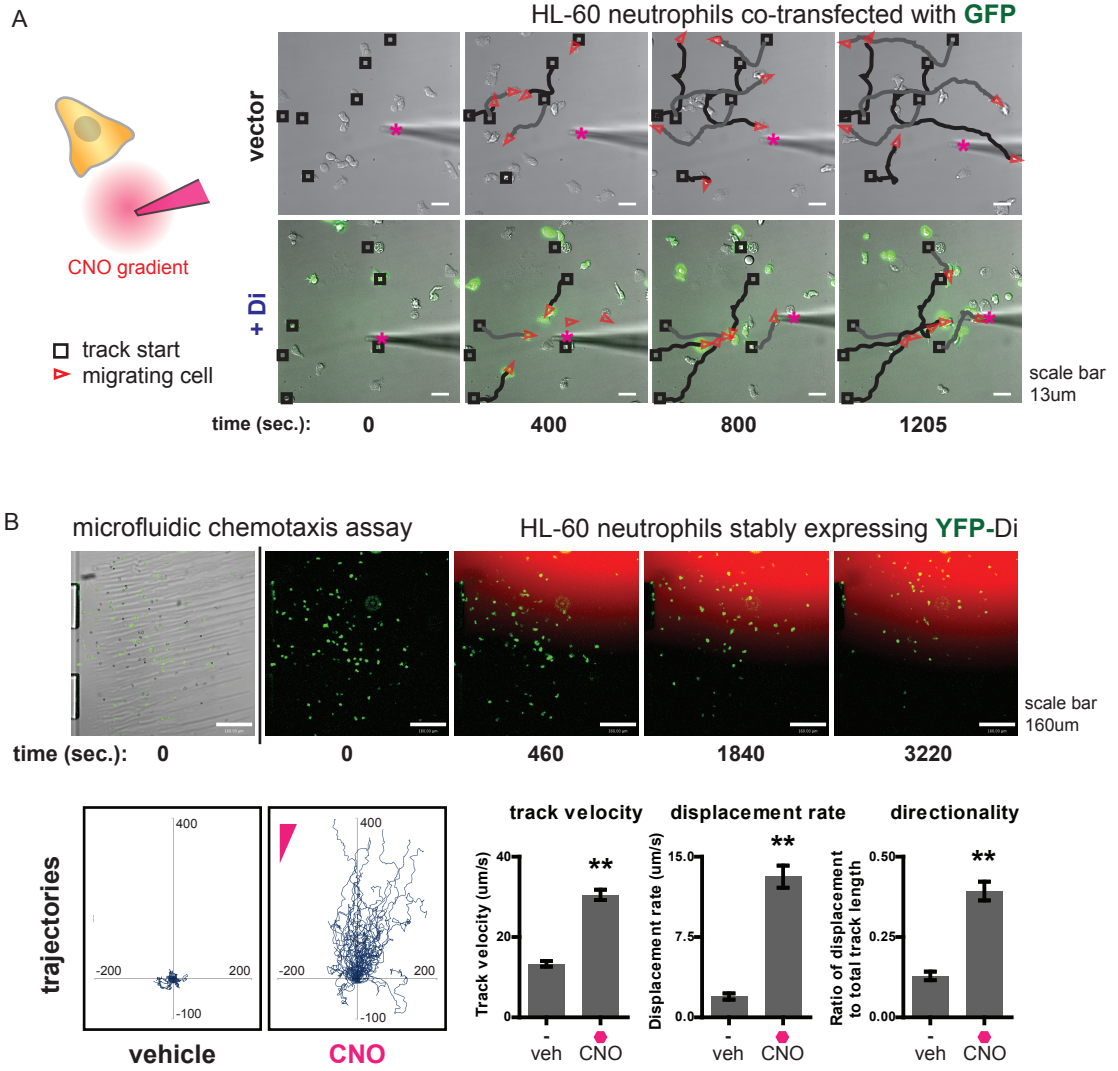 A
HL-60 neutrophils co-transfected with GFP
vector
CNO gradient
+ Di
track start
migrating cell
scale bar
13um
time (sec.): 0 400 800 1205
B
microfluidic chemotaxis assay
HL-60 neutrophils stably expressing YFP-Di
scale bar
160um
time (sec.): 0 0 460 1840 3220
trajectories
400
-200 200
-100
vehicle
400
-200 200
-100
CNO
track velocity
Track velocity (um/s)
40
20
0
**
- veh
CNO
displacement rate
Displacement rate (um/s)
15.0
7.5
0.0
**
- veh
CNO
directionality
Ratio of displacement
to total track length
0.50
0.25
0.00
**
- veh
CNO